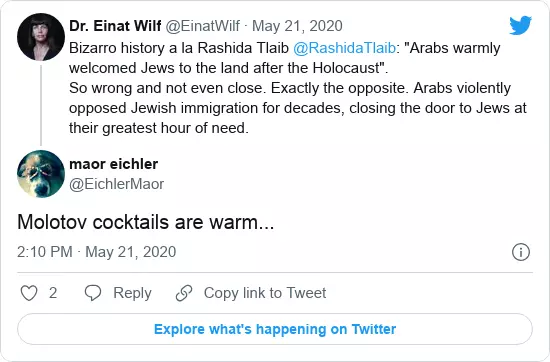 Dr. Einat Wilf @EinatWilf · May 21, 2020
Bizarro history a la Rashida Tlaib @RashidaTlaib: "Arabs warmly
welcomed Jews to the land after the Holocaust".
So wrong and not even close. Exactly the opposite. Arabs violently
opposed Jewish immigration for decades, closing the door to Jews at
their greatest hour of need.
maor eichler
@EichlerMaor
Molotov cocktails are warm...
2:10 PM · May 21, 2020
2 Reply Copy link to Tweet
Explore what's happening on Twitter